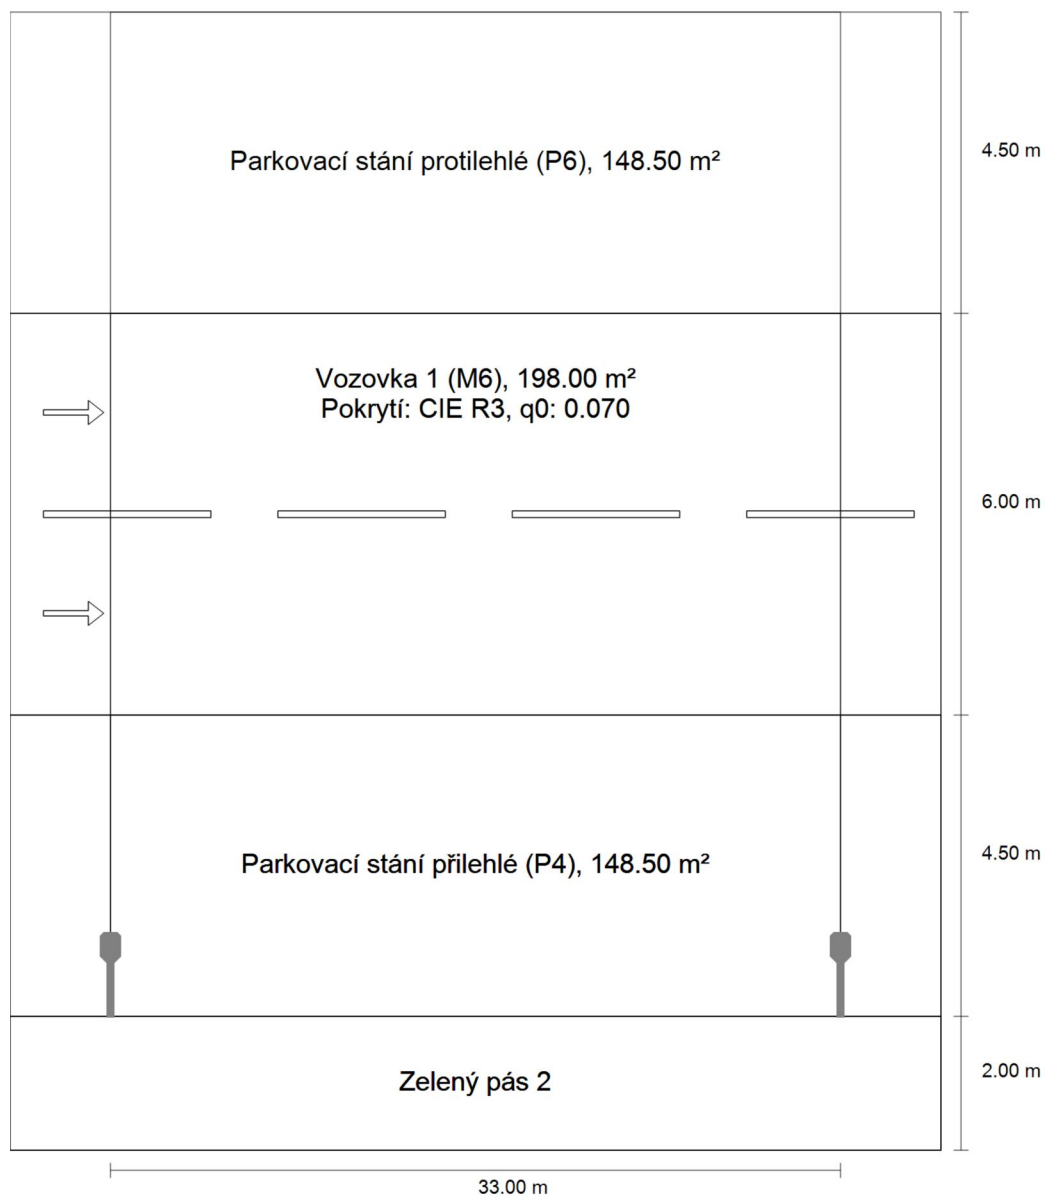 Parkovací stání protilehlé (P6), 148.50 m²
4.50 m
Vozovka 1 (M6), 198.00 m²
Pokrytí: CIE R3, q0: 0.070
6.00 m
Parkovací stání přilehlé (P4), 148.50 m²
4.50 m
Zelený pás 2
2.00 m
33.00 m